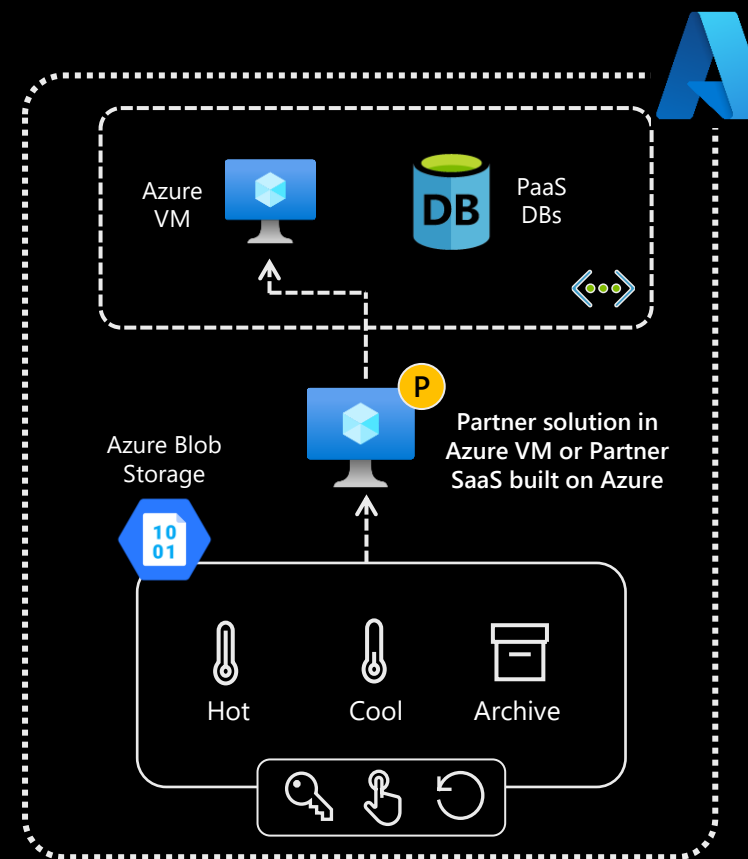 Azure
VM
DB
PaaS
DBs
P
Partner solution in
Azure VM or Partner
SaaS built on Azure
Azure Blob
Storage
10
01
Hot
Cool
Archive